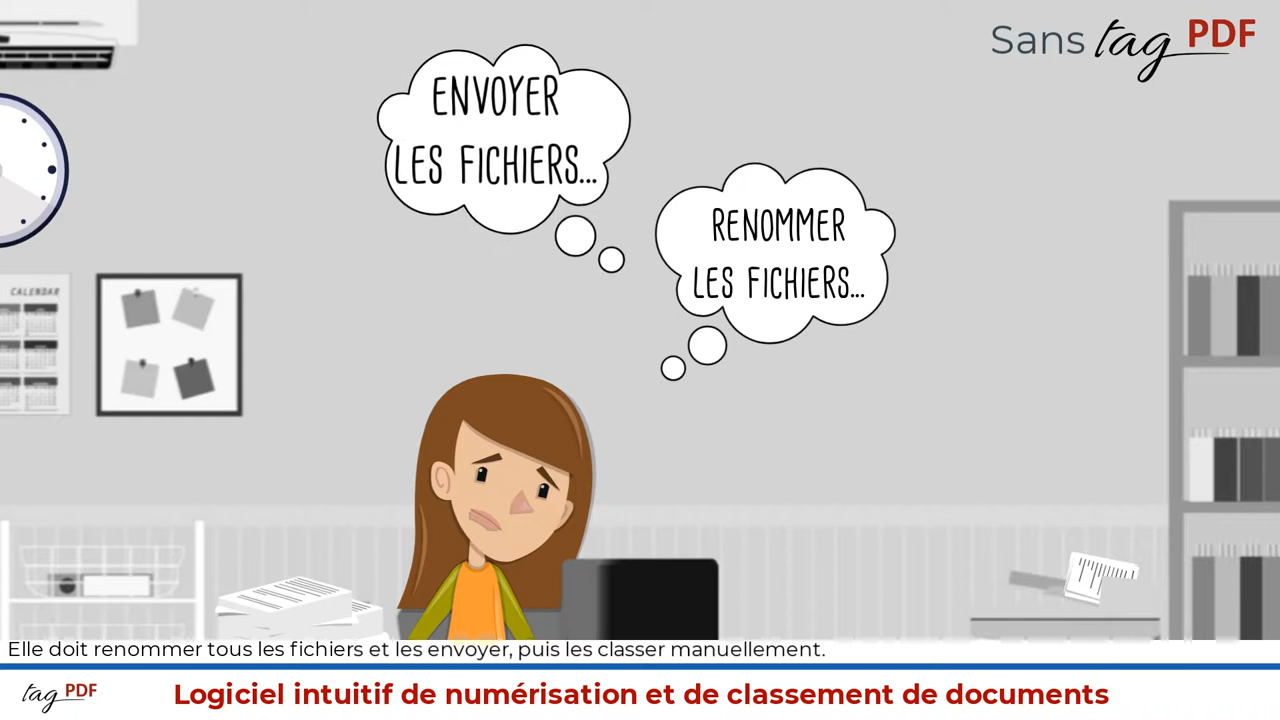 Sans tag PDF
ENVOYER
LES FICHIERS...
RENOMMER
LES FICHIERS...
CALENDAR
Elle doit renommer tous les fichiers et les envoyer, puis les classer manuellement.
tag PDF
Logiciel intuitif de numérisation et de classement de documents